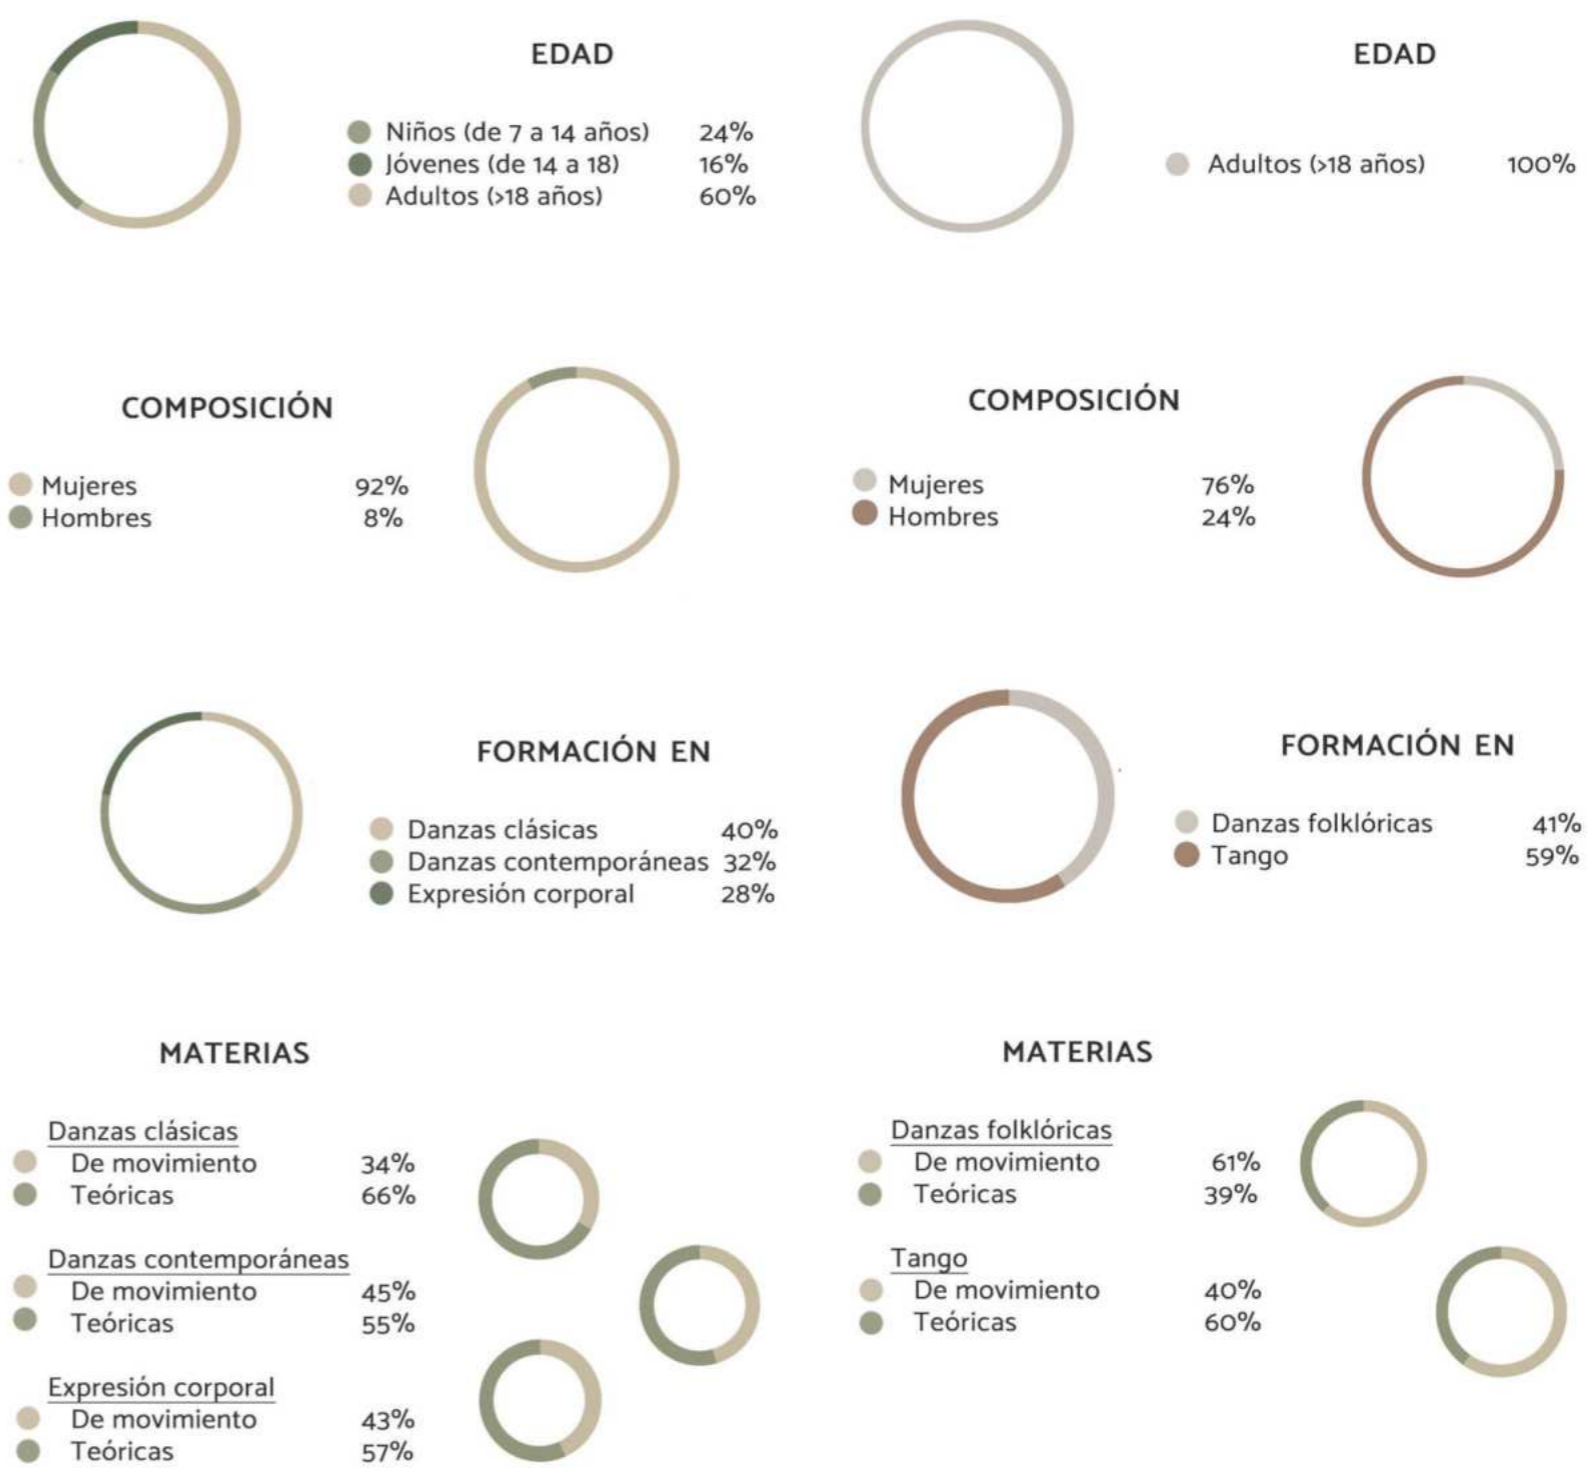 EDAD
Niños (de 7 a 14 años) 24%
Jóvenes (de 14 a 18) 16%
Adultos (>18 años) 60%
EDAD
Adultos (>18 años) 100%
COMPOSICIÓN
Mujeres 92%
Hombres 8%
COMPOSICIÓN
Mujeres 76%
Hombres 24%
FORMACIÓN EN
Danzas clásicas 40%
Danzas contemporáneas 32%
Expresión corporal 28%
FORMACIÓN EN
Danzas folklóricas 41%
Tango 59%
MATERIAS
Danzas clásicas
De movimiento 34%
Teóricas 66%
Danzas contemporáneas
De movimiento 45%
Teóricas 55%
Expresión corporal
De movimiento 43%
Teóricas 57%
MATERIAS
Danzas folklóricas
De movimiento 61%
Teóricas 39%
Tango
De movimiento 40%
Teóricas 60%